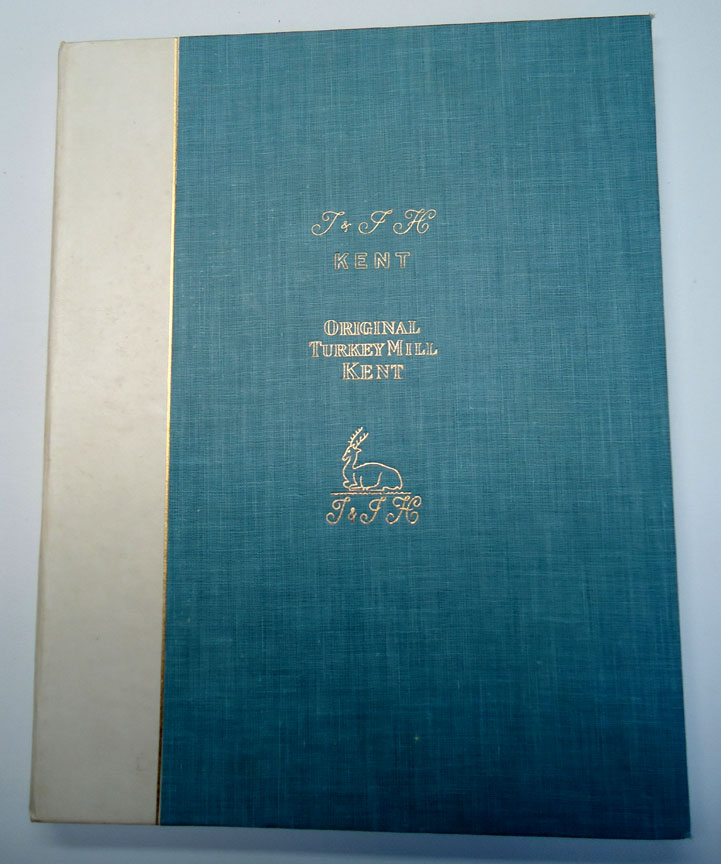 J & J H
KENT
ORIGINAL
TURKEY MILL
KENT
J & J H